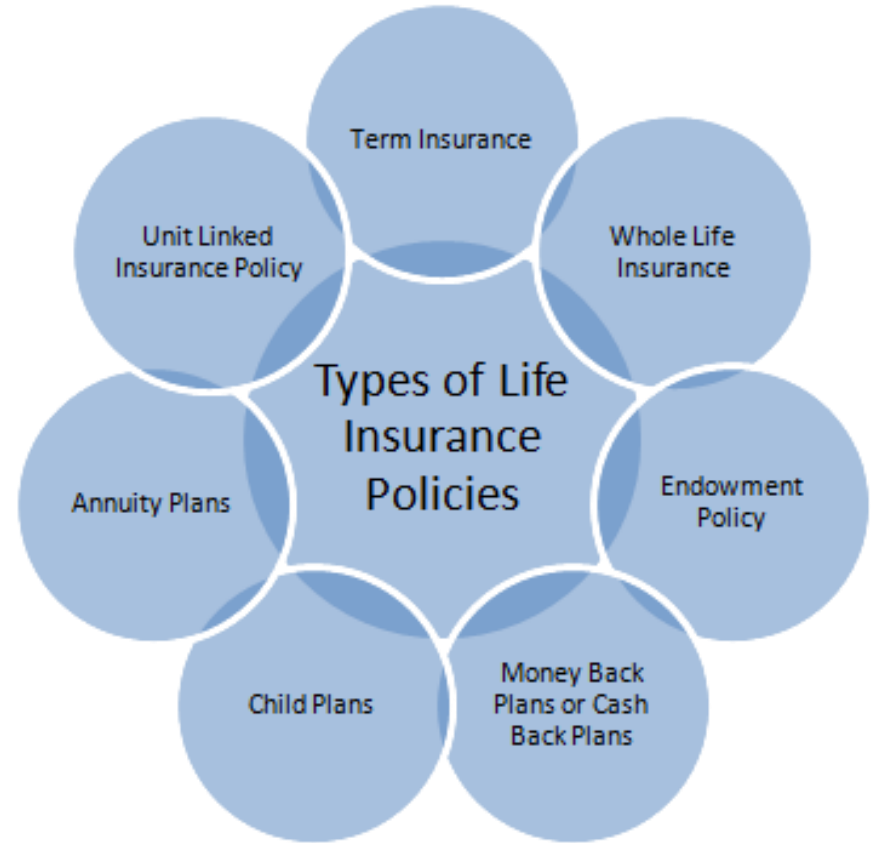 Term Insurance
Unit Linked
Insurance Policy
Whole Life
Insurance
Types of Life
Insurance
Policies
Annuity Plans
Endowment
Policy
Child Plans
Money Back
Plans or Cash
Back Plans